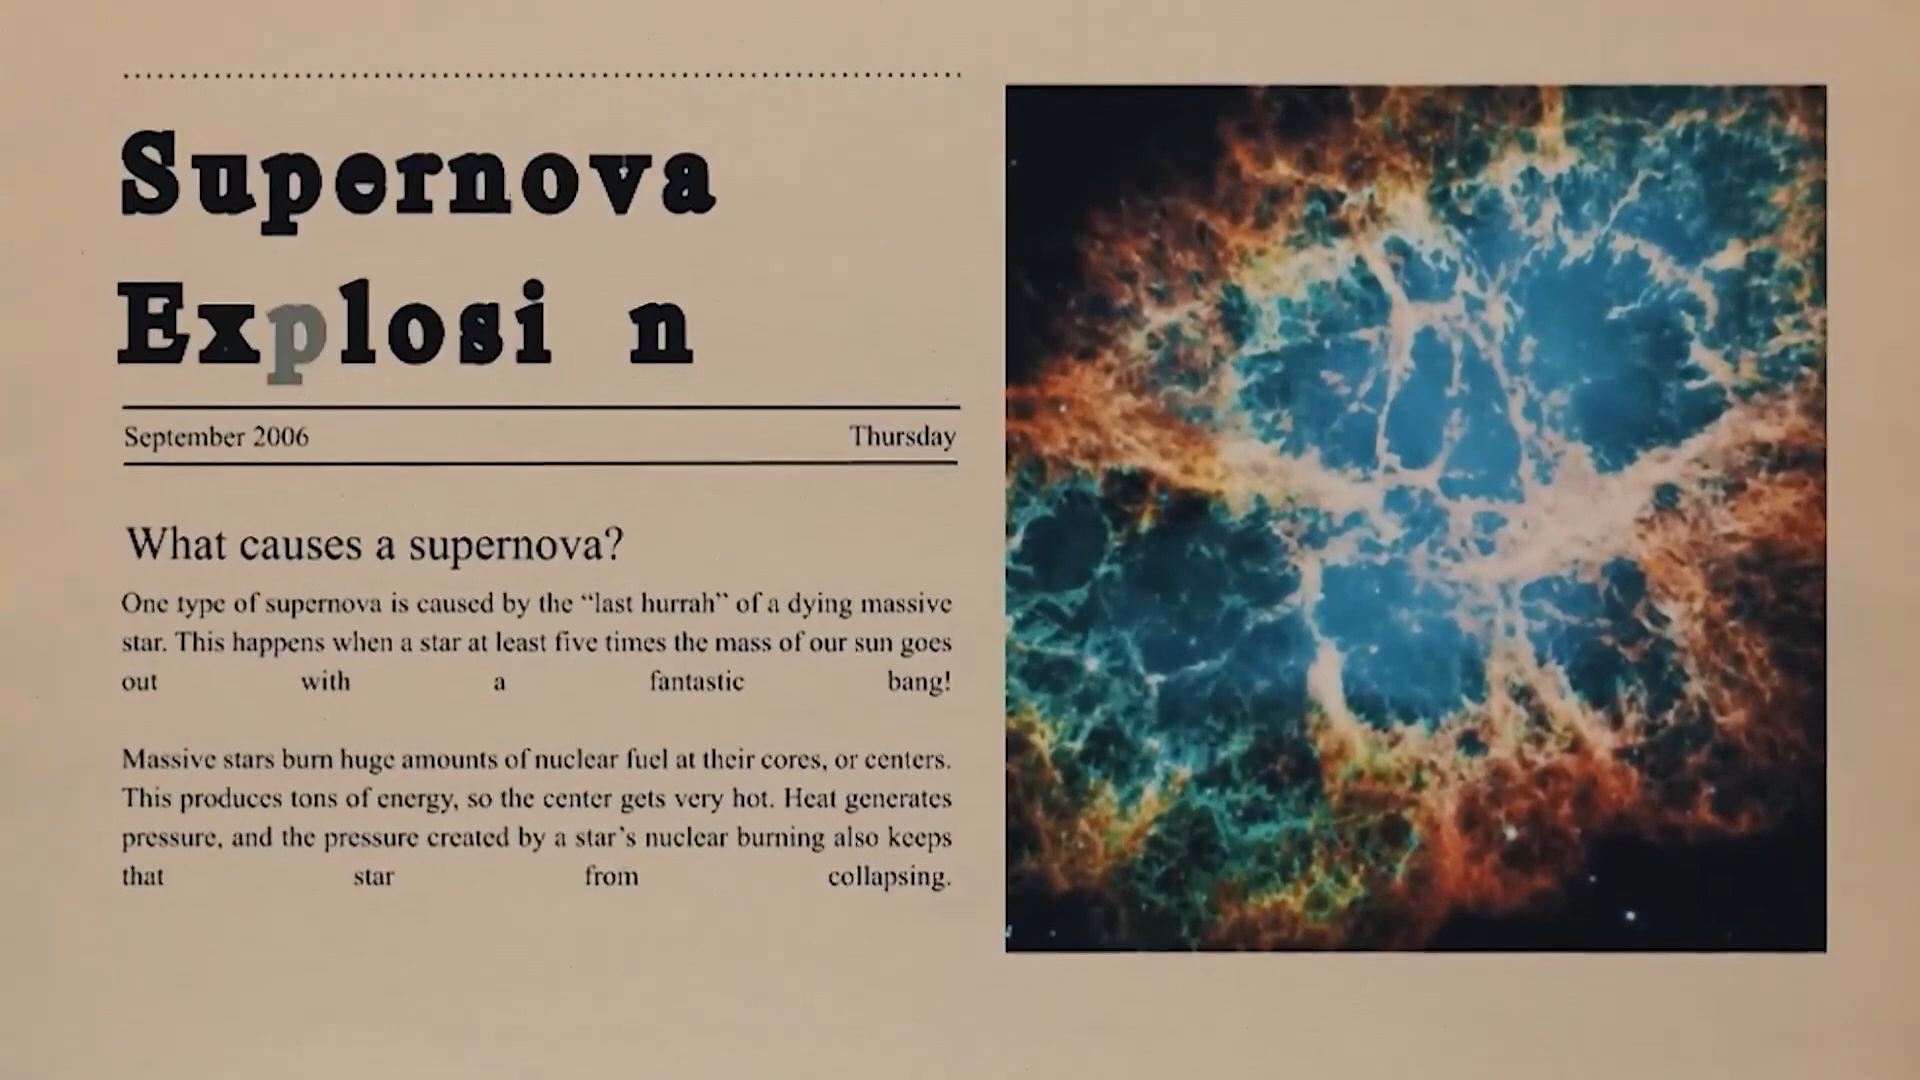 Supernova
Explosi n
September 2006 Thursday
What causes a supernova?
One type of supernova is caused by the “last hurrah” of a dying massive
star. This happens when a star at least five times the mass of our sun goes
out with a fantastic bang!
Massive stars burn huge amounts of nuclear fuel at their cores, or centers.
This produces tons of energy, so the center gets very hot. Heat generates
pressure, and the pressure created by a star’s nuclear burning also keeps
that star from collapsing.